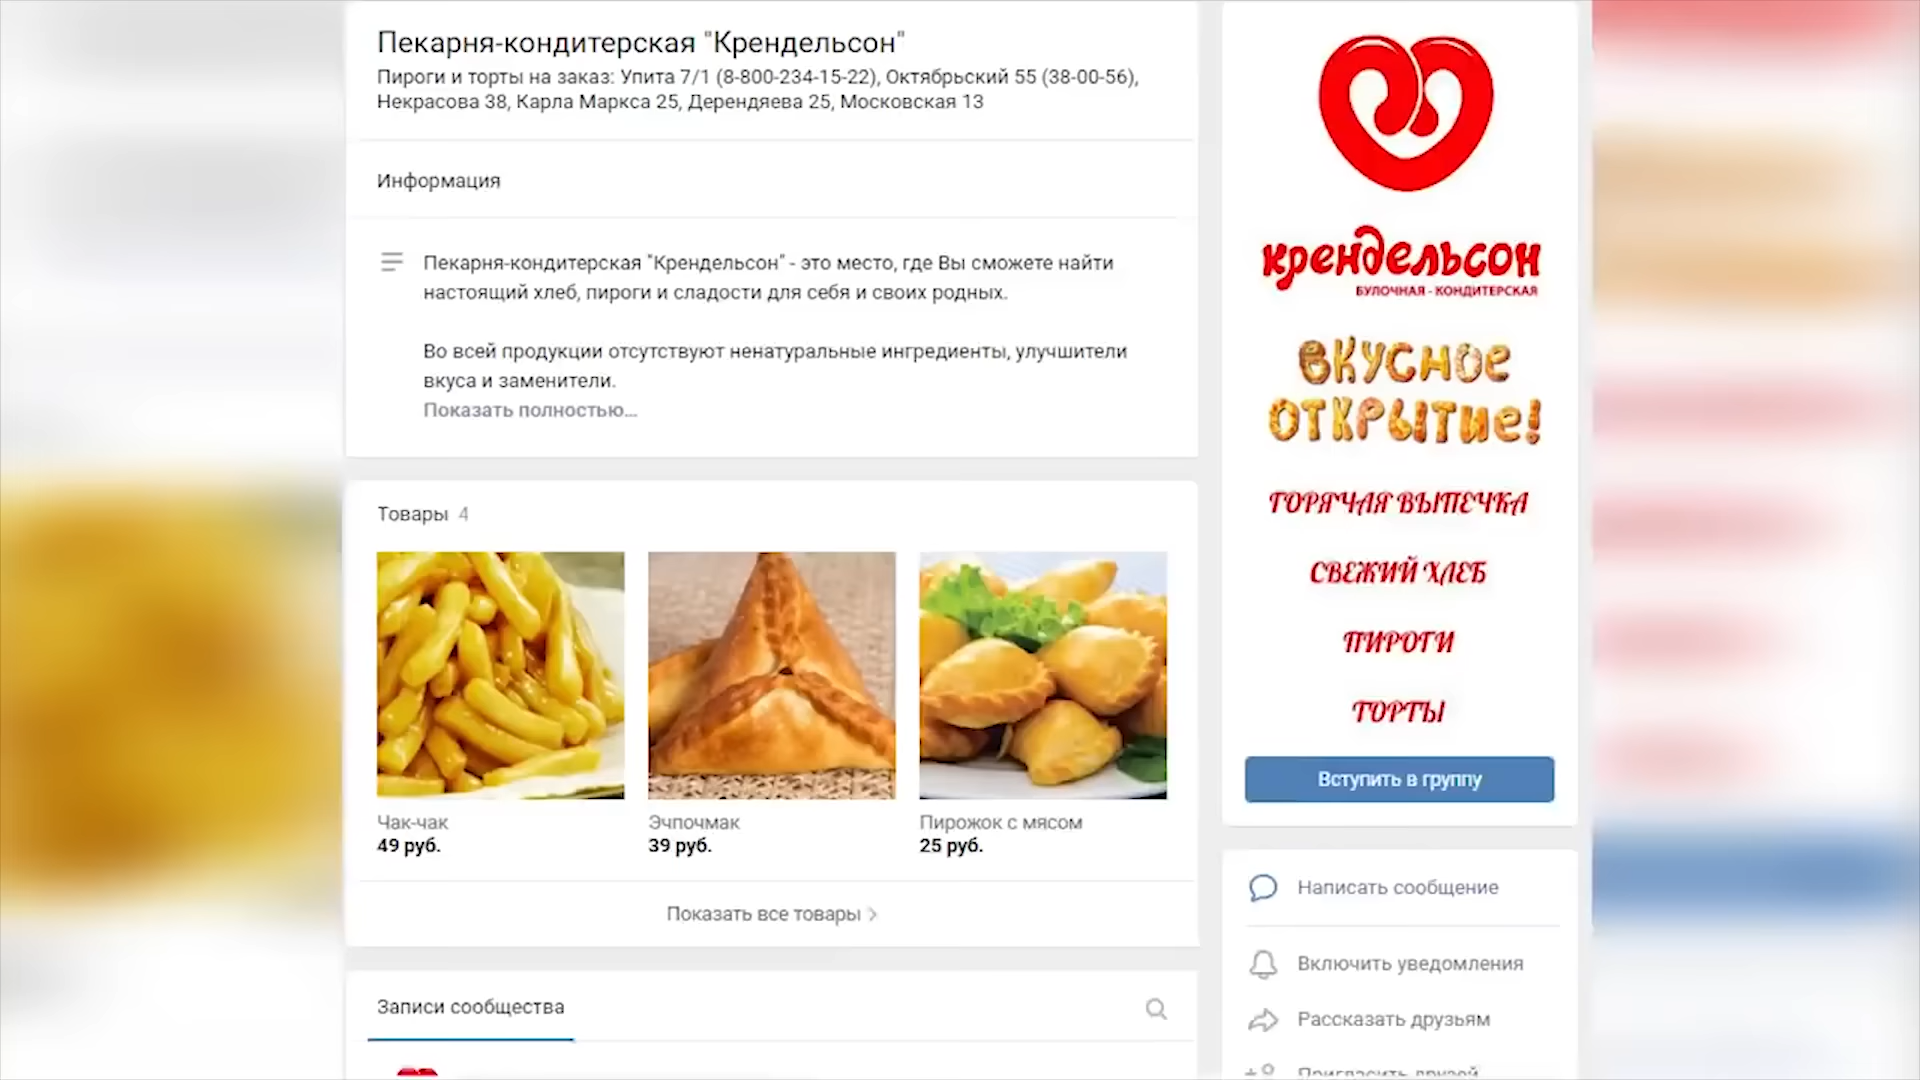 Пекарня-кондитерская "Крендельсон"
Пироги и торты на заказ: Упита 7/1 (8-800-234-15-22), Октябрьский 55 (38-00-56),
Некрасова 38, Карла Маркса 25, Дерендяева 25, Московская 13
Информация
Пекарня-кондитерская "Крендельсон" - это место, где Вы сможете найти
настоящий хлеб, пироги и сладости для себя и своих родных.
Во всей продукции отсутствуют ненатуральные ингредиенты, улучшители
вкуса и заменители.
Показать полностью...
Товары 4
Чак-чак
49 руб.
Эчпочмак
39 руб.
Пирожок с мясом
25 руб.
Показать все товары
Записи сообщества
крендельсон
БУЛОЧНАЯ - КОНДИТЕРСКАЯ
ВКУСНОЕ
ОТКРЫТИЕ!
ГОРЯЧАЯ ВЫПЕЧКА
СВЕЖИЙ ХЛЕБ
ПИРОГИ
ТОРТЫ
Вступить в группу
Написать сообщение
Включить уведомления
Рассказать друзьям
Пригласить друзей